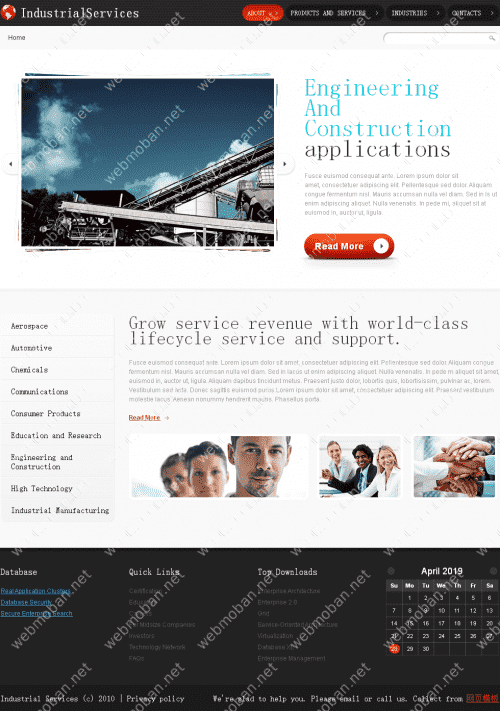 IndustrialServices
ABOUT
PRODUCTS AND SERVICES
INDUSTRIES
CONTACTS
Home
Engineering
And
Construction
applications
Fusce euismod consequat ante. Lorem ipsum dolor sit
amet, consectetuer adipiscing elit. Pellentesque sed dolor. Aliquam
congue fermentum nisl. Mauris accumsan nulla vel diam. Sed in lacus ut
enim adipiscing aliquet. Nulla venenatis. In pede mi, aliquet sit at
euismod in, auctor ut, ligula.
Read More
Aerospace
Automotive
Chemicals
Communications
Consumer Products
Education and Research
Engineering and
Construction
High Technology
Industrial Manufacturing
Grow service revenue with world-class
lifecycle service and support.
Fusce euismod consequat ante. Lorem ipsum dolor sit amet, consectetuer adipiscing elit. Pellentesque sed dolor. Aliquam congue
fermentum nisl. Mauris accumsan nulla vel diam. Sed in lacus ut enim adipiscing aliquet. Nulla venenatis. In pede mi aliquet sit amet,
euismod in, auctor ut, ligula. Aliquam dapibus tincidunt metus. Praesent justo dolor, lobortis quis, lobortis dignissim, pulvinar ac, lorem.
Vestibulum sed ante. Donec sagittis euismod purus. Lorem ipsum dolor sit amet, consectetuer adipiscing elit. Praesent vestibulum
molestie lacus. Aenean nonummy hendrerit mauris. Phasellus porta.
Read More
Database
Real Application Clusters
Database Security
Secure Enterprise Search
Quick Links
Certification
Multiple Companies
Investors
Technology Network
FAQs
Top Downloads
Enterprise Architecture
Enterprise 2.0
Grid
Service-Oriented Architecture
Virtualization
Database
Enterprise Management
April 2019
Su Mo Tu We Th Fr Sa
1 2 3 4 5 6
7 8 9 10 11 12 13
14 15 16 17 18 19 20
21 22 23 24 25 26 27
28 29 30
Industrial Services (c) 2010 | Privacy policy
We're glad to help you. Please email or call us. Collect from 网页模板
webmoban.net